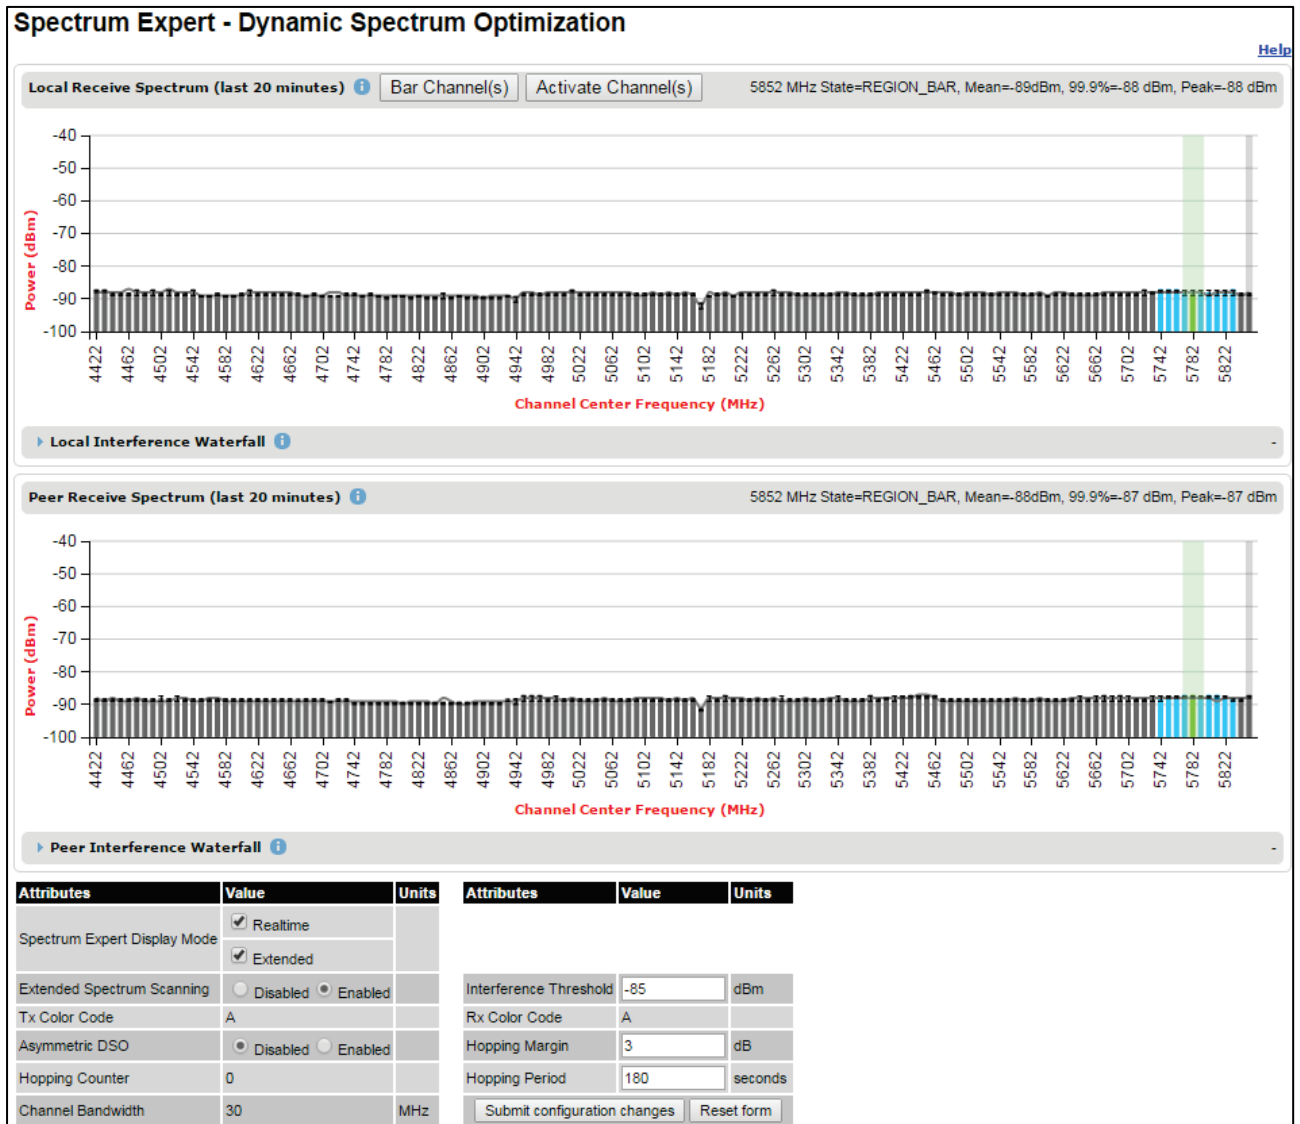 Spectrum Expert - Dynamic Spectrum Optimization
Help
Local Receive Spectrum (last 20 minutes) i Bar Channel(s) Activate Channel(s) 5852 MHz State=REGION_BAR, Mean=-89dBm, 99.9%=-88 dBm, Peak=-88 dBm
Power (dBm)
-40
-50
-60
-70
-80
-90
-100
4422 4462 4502 4542 4582 4622 4662 4702 4742 4782 4822 4862 4902 4942 4982 5022 5062 5102 5142 5182 5222 5262 5302 5342 5382 5422 5462 5502 5542 5582 5622 5662 5702 5742 5782 5822
Channel Center Frequency (MHz)
Local Interference Waterfall i -
Peer Receive Spectrum (last 20 minutes) i 5852 MHz State=REGION_BAR, Mean=-88dBm, 99.9%=-87 dBm, Peak=-87 dBm
Power (dBm)
-40
-50
-60
-70
-80
-90
-100
4422 4462 4502 4542 4582 4622 4662 4702 4742 4782 4822 4862 4902 4942 4982 5022 5062 5102 5142 5182 5222 5262 5302 5342 5382 5422 5462 5502 5542 5582 5622 5662 5702 5742 5782 5822
Channel Center Frequency (MHz)
Peer Interference Waterfall i -
Attributes Value Units Attributes Value Units
Spectrum Expert Display Mode Realtime
Extended
Extended Spectrum Scanning Disabled Enabled Interference Threshold -85 dBm
Tx Color Code A Rx Color Code A
Asymmetric DSO Disabled Enabled Hopping Margin 3 dB
Hopping Counter 0 Hopping Period 180 seconds
Channel Bandwidth 30 MHz Submit configuration changes Reset form